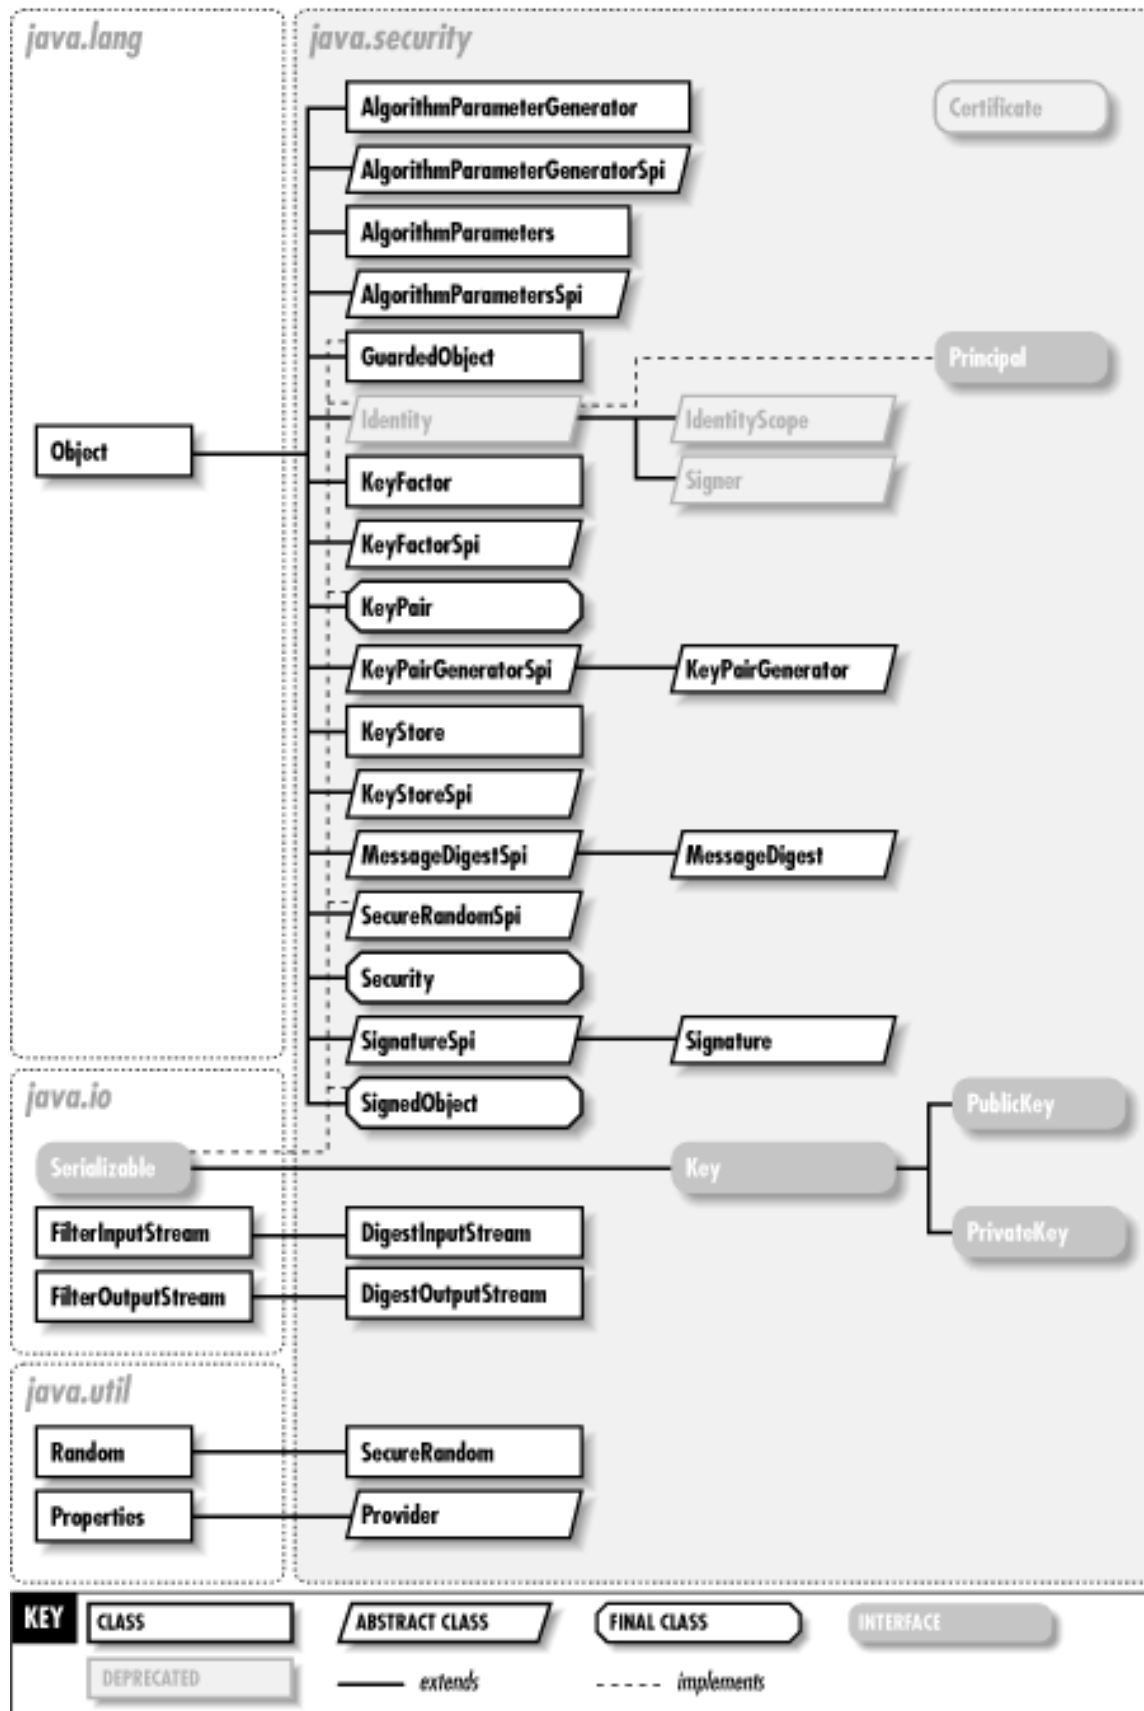 java.lang
java.security
AlgorithmParameterGenerator
Certificate
AlgorithmParameterGeneratorSpi
AlgorithmParameters
AlgorithmParametersSpi
GuardedObject
Principal
Identity
IdentityScope
Object
KeyFactor
Signer
KeyFactorSpi
KeyPair
KeyPairGeneratorSpi
KeyPairGenerator
KeyStore
KeyStoreSpi
MessageDigestSpi
MessageDigest
SecureRandomSpi
Security
SignatureSpi
Signature
java.io
SignedObject
PublicKey
Serializable
Key
FilterInputStream
DigestInputStream
PrivateKey
FilterOutputStream
DigestOutputStream
java.util
Random
SecureRandom
Properties
Provider
KEY
CLASS
ABSTRACT CLASS
FINAL CLASS
INTERFACE
DEPRECATED
extends
implements